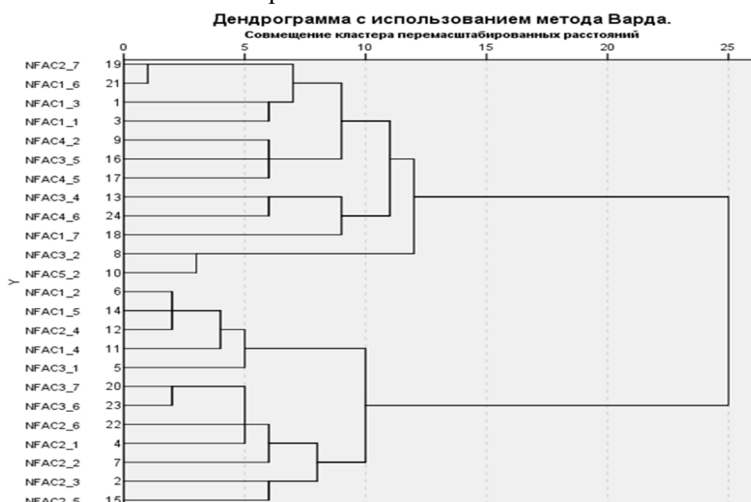 Дендрограмма с использованием метода Варда.
Совмещение кластера перемасштабированных расстояний
0 5 10 15 20 25
NFAC2_7 19
NFAC1_6 21
NFAC1_3 1
NFAC1_1 3
NFAC4_2 9
NFAC3_5 16
NFAC4_5 17
NFAC3_4 13
NFAC4_6 24
NFAC1_7 18
NFAC3_2 8
NFAC5_2 10
Y
NFAC1_2 6
NFAC1_5 14
NFAC2_4 12
NFAC1_4 11
NFAC3_1 5
NFAC3_7 20
NFAC3_6 23
NFAC2_6 22
NFAC2_1 4
NFAC2_2 7
NFAC2_3 2
NFAC2_5 15